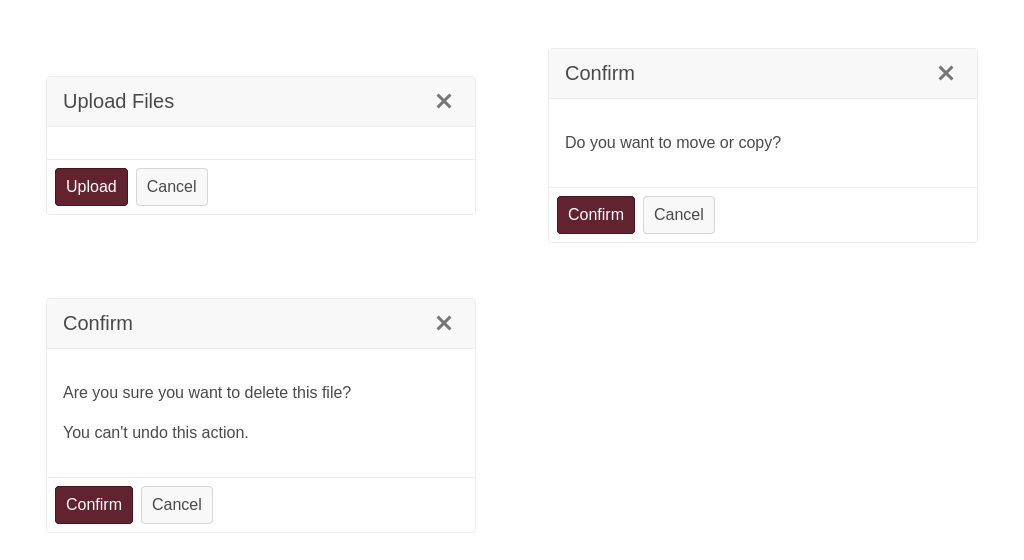 Upload Files
Upload Cancel
Confirm
Do you want to move or copy?
Confirm Cancel
Confirm
Are you sure you want to delete this file?
You can't undo this action.
Confirm Cancel